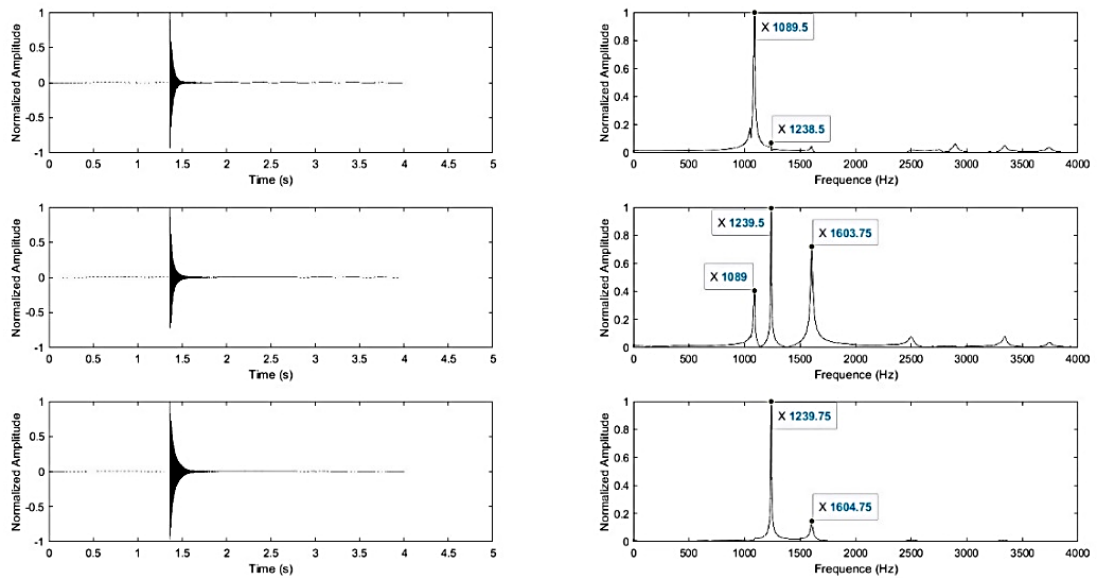 1
0.5
0
-0.5
-1
Normalized Amplitude
0 0.5 1 1.5 2 2.5 3 3.5 4 4.5 5
Time (s)
1
0.8
0.6
0.4
0.2
0
Normalized Amplitude
X 1089.5
X 1238.5
0 500 1000 1500 2000 2500 3000 3500 4000
Frequence (Hz)
1
0.5
0
-0.5
-1
Normalized Amplitude
0 0.5 1 1.5 2 2.5 3 3.5 4 4.5 5
Time (s)
1
0.8
0.6
0.4
0.2
0
Normalized Amplitude
X 1239.5
X 1603.75
X 1089
0 500 1000 1500 2000 2500 3000 3500 4000
Frequence (Hz)
1
0.5
0
-0.5
-1
Normalized Amplitude
0 0.5 1 1.5 2 2.5 3 3.5 4 4.5 5
Time (s)
1
0.8
0.6
0.4
0.2
0
Normalized Amplitude
X 1239.75
X 1604.75
0 500 1000 1500 2000 2500 3000 3500 4000
Frequence (Hz)